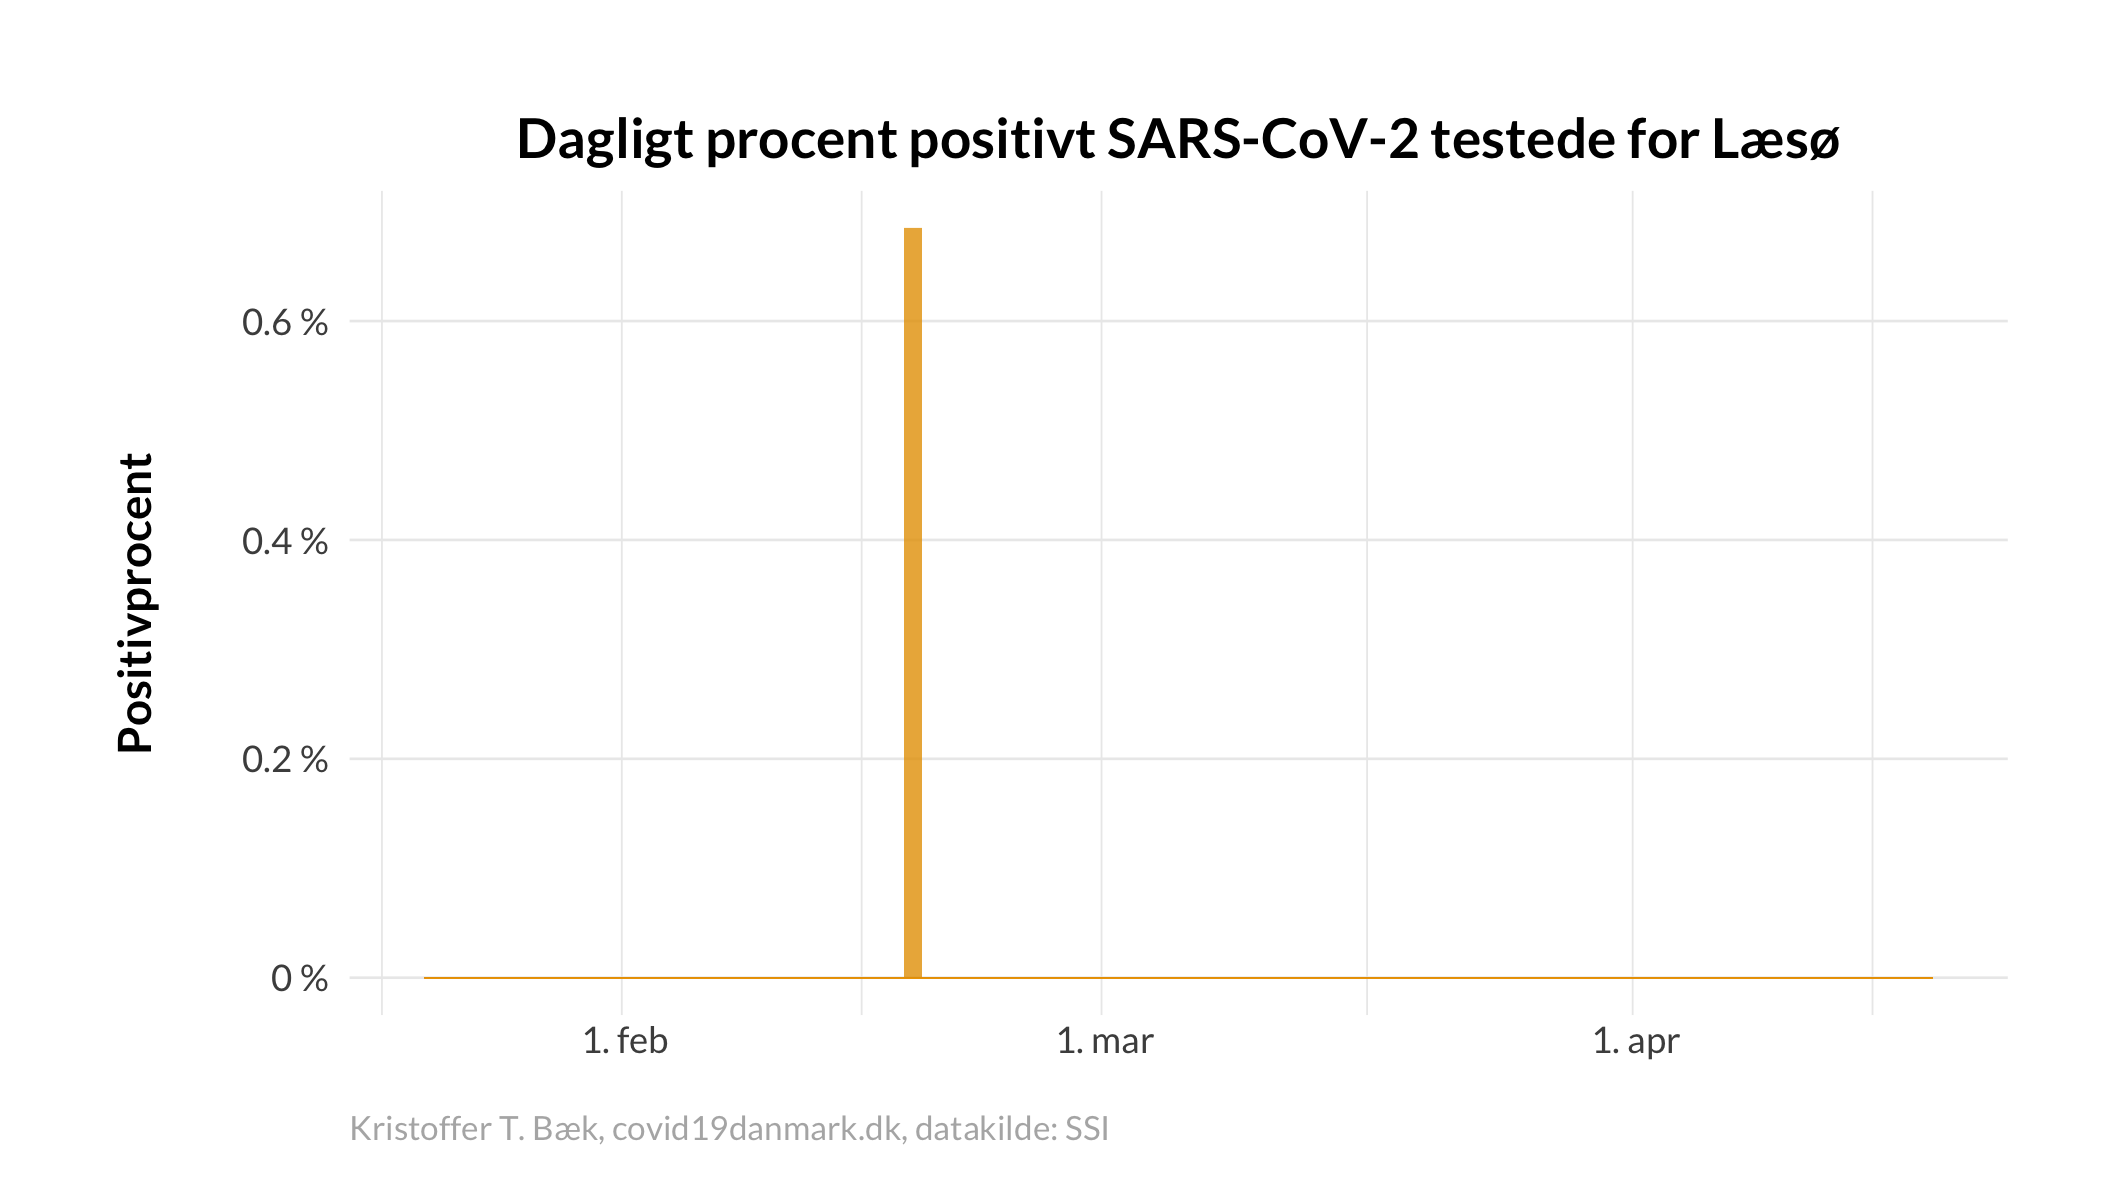 Dagligt procent positivt SARS-CoV-2 testede for Læsø
Positivprocent
0.6 %
0.4 %
0.2 %
0 %
1. feb
1. mar
1. apr
Kristoffer T. Bæk, covid19danmark.dk, datakilde: SSI